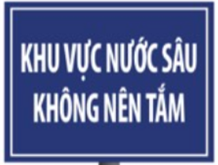 KHU VỰC NƯỚC SÂU
KHÔNG NÊN TẮM